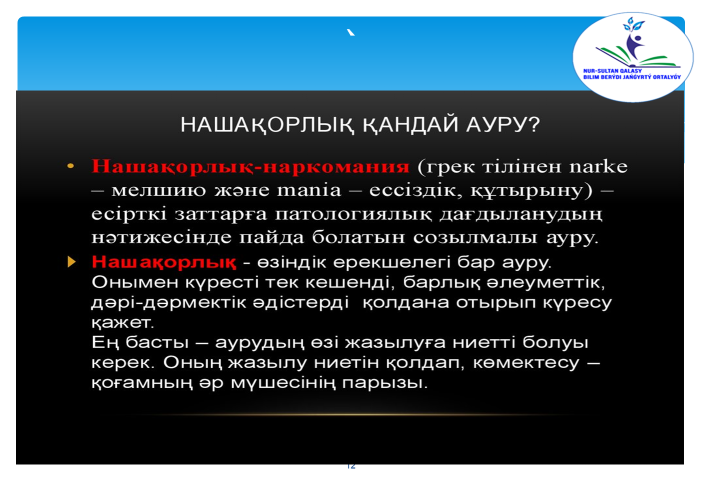 `
NUR-SULTAN QALASY
BILIM BERÝDI JAŃǴYRTÝ ORTALYǴY
НАШАҚОРЛЫҚ ҚАНДАЙ АУРУ?
• Нашақорлық-наркомания (грек тілінен narke
– мелшию және mania – ессіздік, құтырыну) –
есірткі заттарға патологиялық дағдыланудың
нәтижесінде пайда болатын созылмалы ауру.
Нашақорлық - өзіндік ерекшелегі бар ауру.
Онымен күресті тек кешенді, барлық әлеуметтік,
дәрі-дәрмектік әдістерді қолдана отырып күресу
қажет.
Ең басты – аурудың өзі жазылуға ниетті болуы
керек. Оның жазылу ниетін қолдап, көмектесу –
қоғамның әр мүшесінің парызы.
12